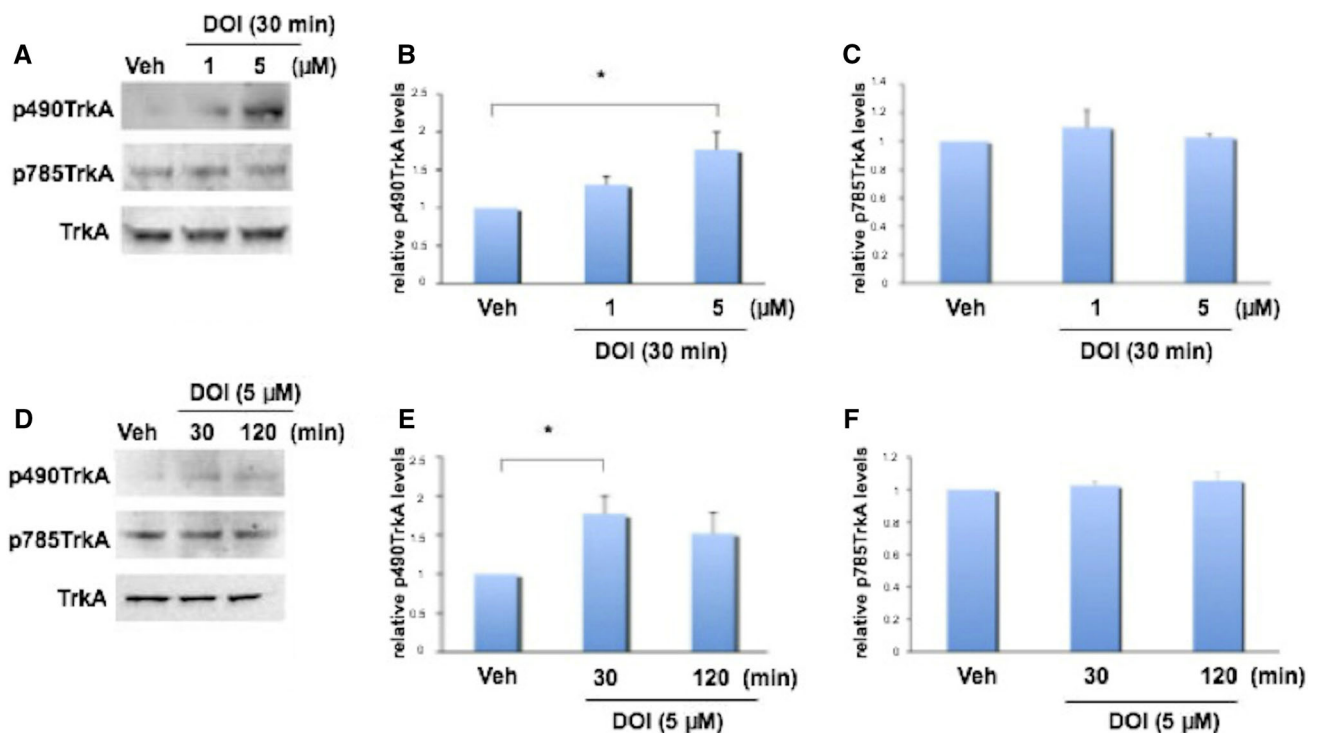 A
DOI (30 min)
Veh 1 5 (µM)
p490TrkA
p785TrkA
TrkA
B
*
relative p490TrkA levels
2.5
2
1.5
1
0.5
0
Veh 1 5 (µM)
DOI (30 min)
C
relative p785TrkA levels
1.4
1.2
1
0.8
0.6
0.4
0.2
0
Veh 1 5 (µM)
DOI (30 min)
D
DOI (5 µM)
Veh 30 120 (min)
p490TrkA
p785TrkA
TrkA
E
*
relative p490TrkA levels
2.5
2
1.5
1
0.5
0
Veh 30 120 (min)
DOI (5 µM)
F
relative p785TrkA levels
1.2
1
0.8
0.6
0.4
0.2
0
Veh 30 120 (min)
DOI (5 µM)